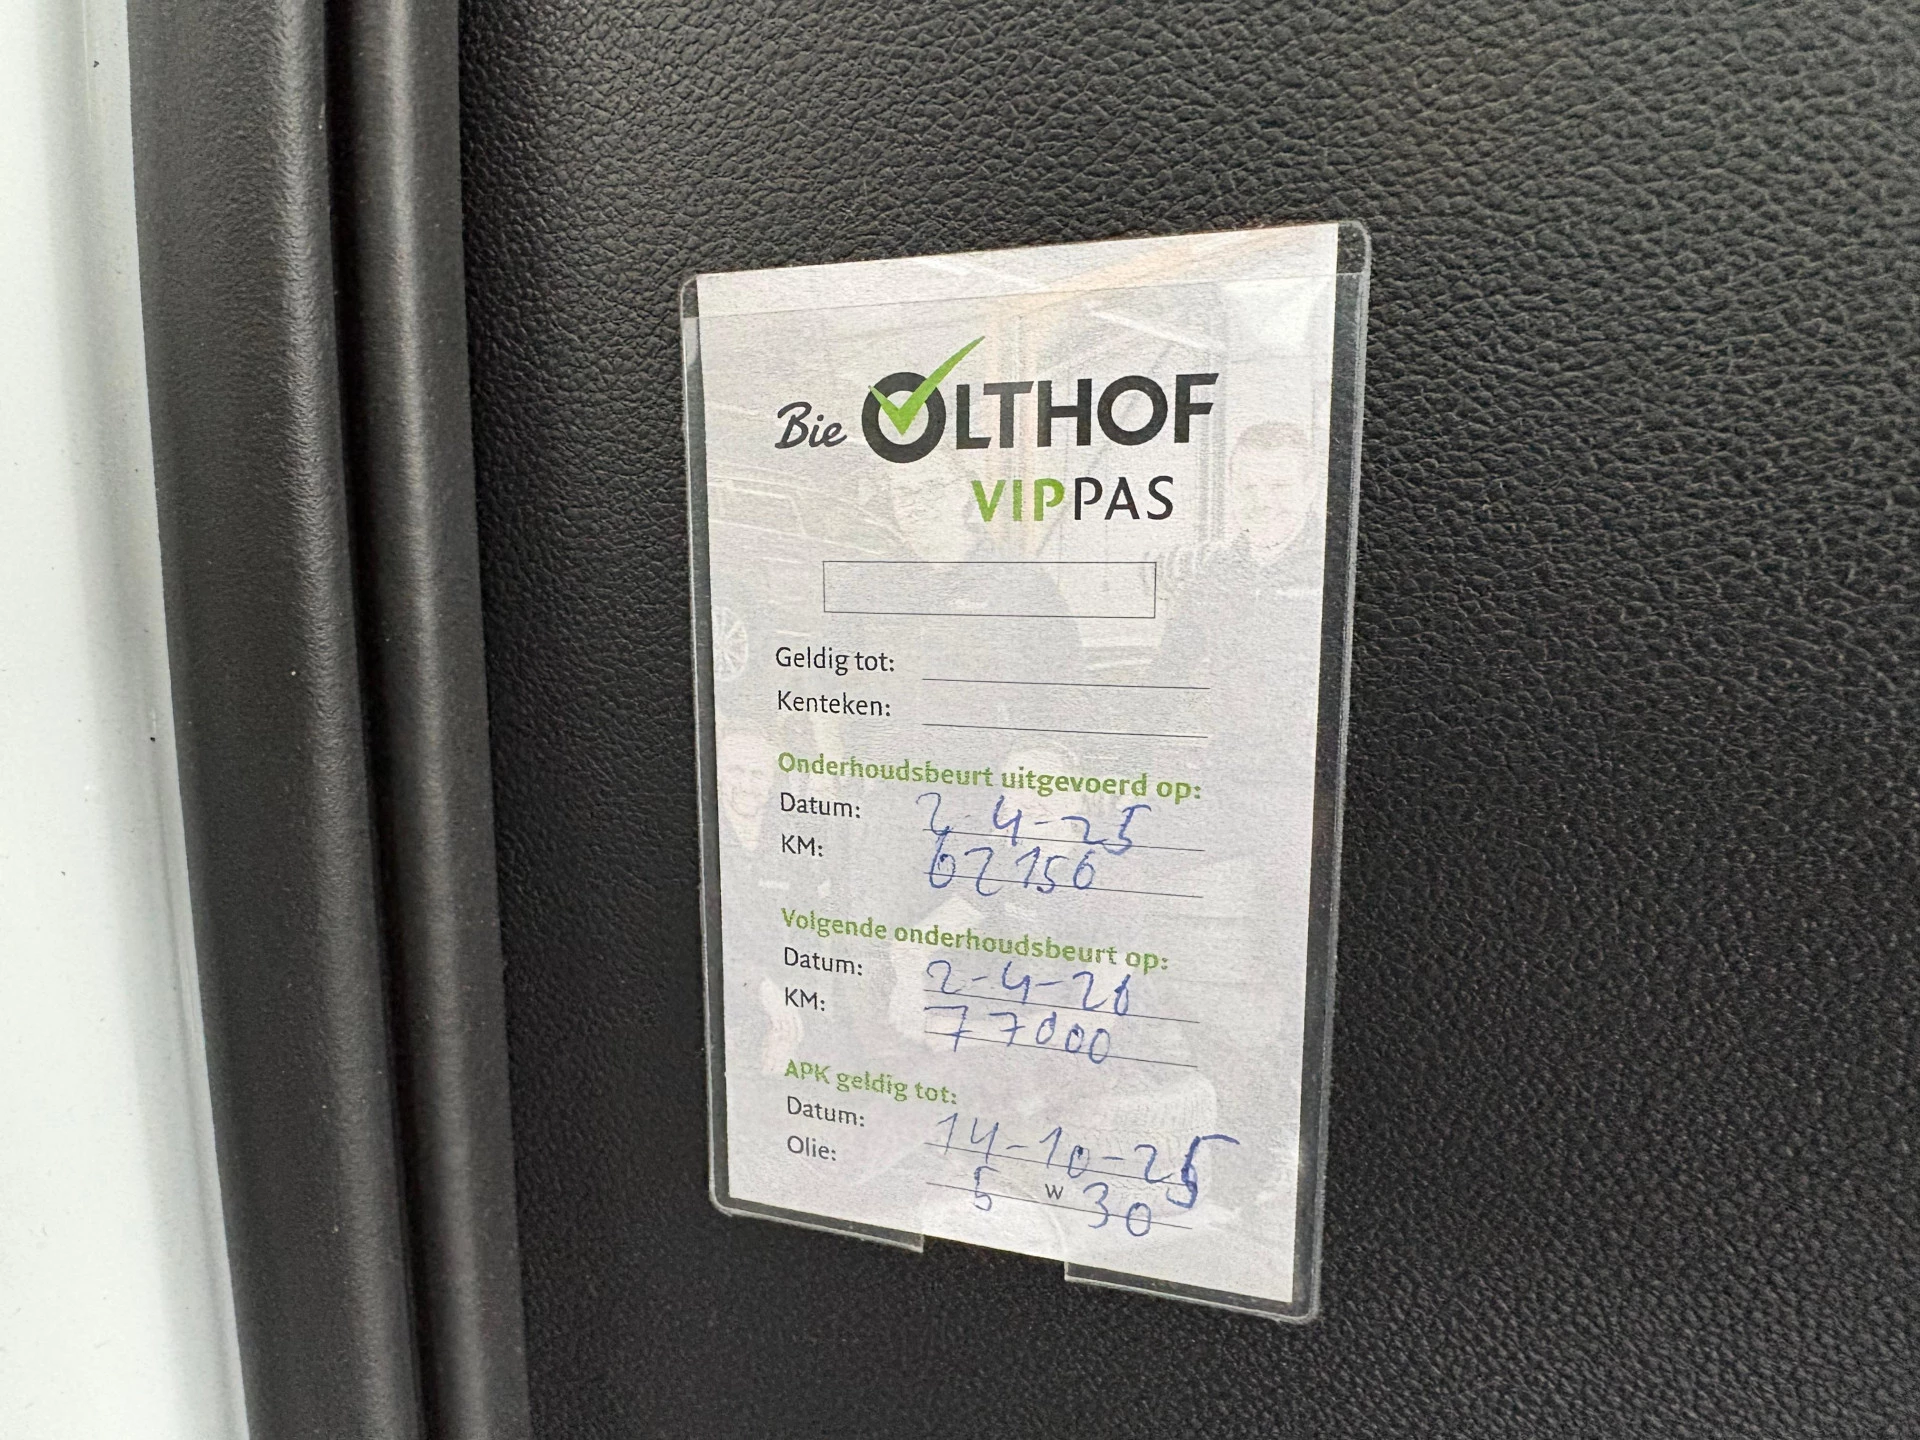 Bie OLTHOF
VIPPAS
Geldig tot:
Kenteken:
Onderhoudsbeurt uitgevoerd op:
Datum: 2-4-25
KM: 62156
Volgende onderhoudsbeurt op:
Datum: 2-4-26
KM: 77000
APK geldig tot:
Datum: 14-10-25
Olie: 5 W 30